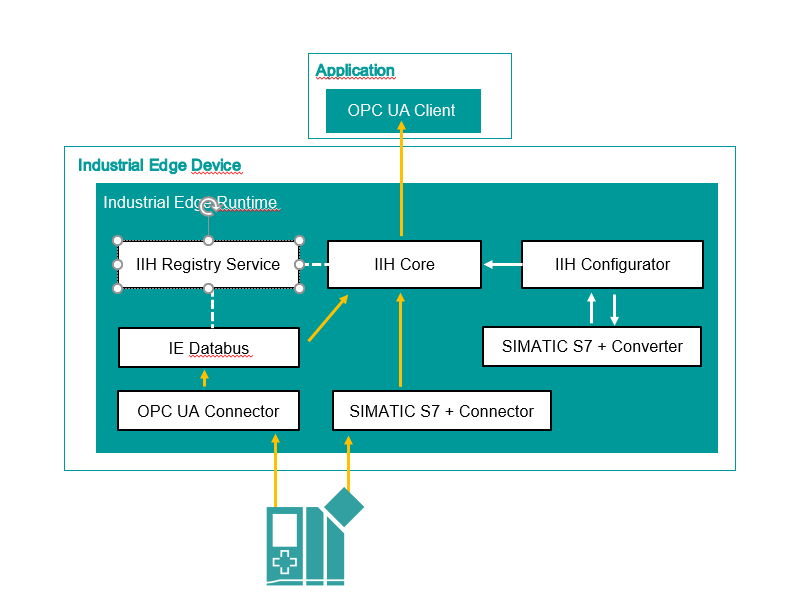 Application
OPC UA Client
Industrial Edge Device
Industrial Edge Runtime
IIH Registry Service
IIH Core
IIH Configurator
IE Databus
SIMATIC S7 + Converter
OPC UA Connector
SIMATIC S7 + Connector